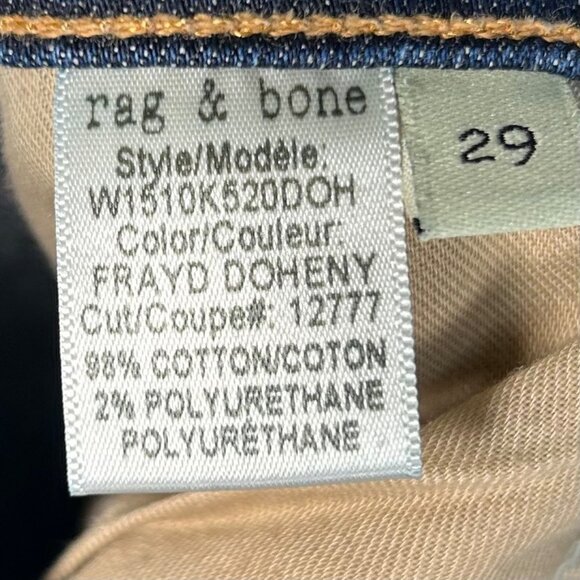 rag & bone
Style/Modèle:
W1510K520DOH
Color/Couleur:
FRAYD DOHENY
Cut/Coupe#: 12777
98% COTTON/COTON
2% POLYURETHANE
POLYURÉTHANE
29